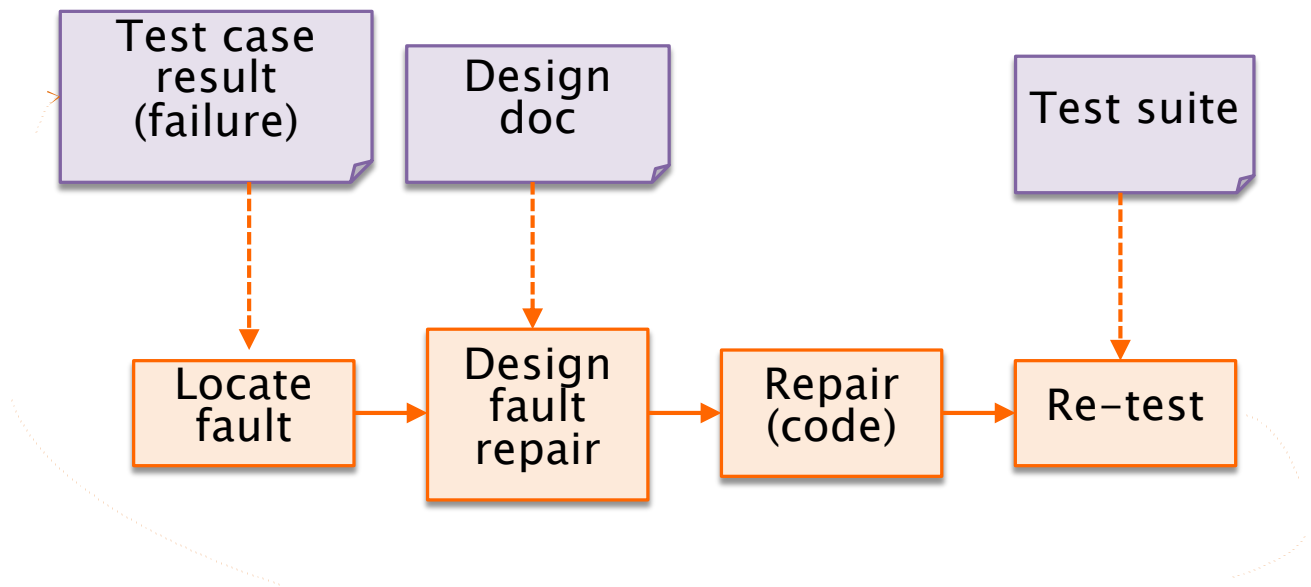 Test case
result
(failure)
Design
doc
Test suite
Locate
fault
Design
fault
repair
Repair
(code)
Re-test